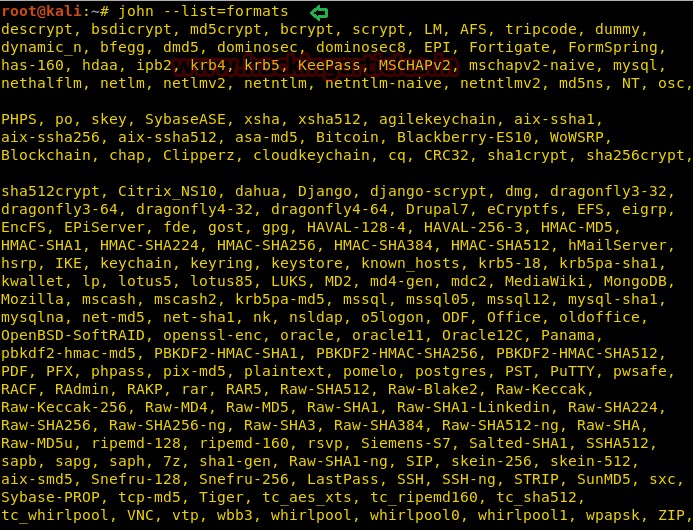 root@kali:~# john --list=formats
descrypt, bsdicrypt, md5crypt, bcrypt, scrypt, LM, AFS, tripcode, dummy,
dynamic_n, bfegg, dmd5, dominosec, dominosec8, EPI, Fortigate, FormSpring,
has-160, hdaa, ipb2, krb4, krb5, KeePass, MSCHAPv2, mschapv2-naive, mysql,
nethalflm, netlm, netlmv2, netntlm, netntlm-naive, netntlmv2, md5ns, NT, osc,
PHPS, po, skey, SybaseASE, xsha, xsha512, agilekeychain, aix-ssha1,
aix-ssha256, aix-ssha512, asa-md5, Bitcoin, Blackberry-ES10, WoWSRP,
Blockchain, chap, Clipperz, cloudkeychain, cq, CRC32, sha1crypt, sha256crypt,
sha512crypt, Citrix_NS10, dahua, Django, django-scrypt, dmg, dragonfly3-32,
dragonfly3-64, dragonfly4-32, dragonfly4-64, Drupal7, eCryptfs, EFS, eigrp,
EncFS, EPiServer, fde, gost, gpg, HAVAL-128-4, HAVAL-256-3, HMAC-MD5,
HMAC-SHA1, HMAC-SHA224, HMAC-SHA256, HMAC-SHA384, HMAC-SHA512, hMailServer,
hsrp, IKE, keychain, keyring, keystore, known_hosts, krb5-18, krb5pa-sha1,
kwallet, lp, lotus5, lotus85, LUKS, MD2, md4-gen, mdc2, MediaWiki, MongoDB,
Mozilla, mscash, mscash2, krb5pa-md5, mssql, mssql05, mssql12, mysql-sha1,
mysqlna, net-md5, net-sha1, nk, nsldap, o5logon, ODF, Office, oldoffice,
OpenBSD-SoftRAID, openssl-enc, oracle, oracle11, Oracle12C, Panama,
pbkdf2-hmac-md5, PBKDF2-HMAC-SHA1, PBKDF2-HMAC-SHA256, PBKDF2-HMAC-SHA512,
PDF, PFX, phpass, pix-md5, plaintext, pomelo, postgres, PST, PuTTY, pwsafe,
RACF, RAdmin, RAKP, rar, RAR5, Raw-SHA512, Raw-Blake2, Raw-Keccak,
Raw-Keccak-256, Raw-MD4, Raw-MD5, Raw-SHA1, Raw-SHA1-Linkedin, Raw-SHA224,
Raw-SHA256, Raw-SHA256-ng, Raw-SHA3, Raw-SHA384, Raw-SHA512-ng, Raw-SHA,
Raw-MD5u, ripemd-128, ripemd-160, rsvp, Siemens-S7, Salted-SHA1, SSHA512,
sapb, sapg, saph, 7z, sha1-gen, Raw-SHA1-ng, SIP, skein-256, skein-512,
aix-smd5, Snefru-128, Snefru-256, LastPass, SSH, SSH-ng, STRIP, SunMD5, sxc,
Sybase-PROP, tcp-md5, Tiger, tc_aes_xts, tc_ripemd160, tc_sha512,
tc_whirlpool, VNC, vtp, wbb3, whirlpool, whirlpool0, whirlpool1, wpapsk, ZIP,